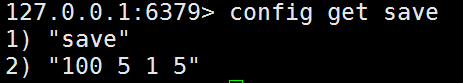 127.0.0.1:6379> config get save
1) "save"
2) "100 5 1 5"